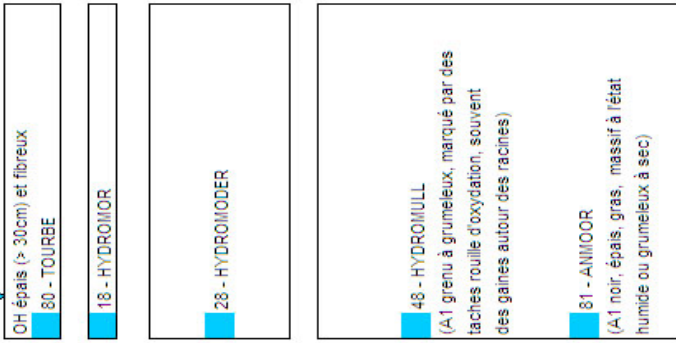 OH épais (> 30cm) et fibreux
80 - TOURBE
18 - HYDROMOR
28 - HYDROMODER
48 - HYDROMULL
(A1 grenu à grumeleux, marqué par des
taches rouille d'oxydation, souvent
des gaines autour des racines)
81 - ANMOOR
(A1 noir, épais, gras, massif à l'état
humide ou grumeleux à sec)